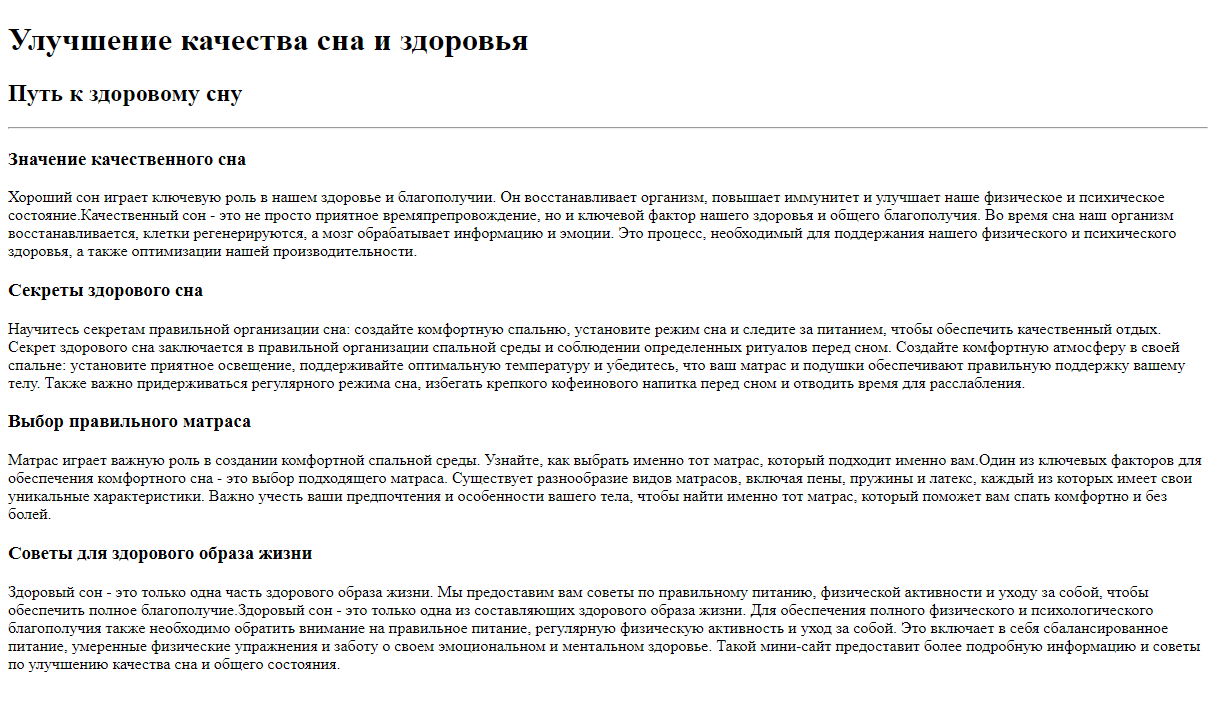 Улучшение качества сна и здоровья
Путь к здоровому сну
Значение качественного сна
Хороший сон играет ключевую роль в нашем здоровье и благополучии. Он восстанавливает организм, повышает иммунитет и улучшает наше физическое и психическое
состояние.Качественный сон - это не просто приятное времяпрепровождение, но и ключевой фактор нашего здоровья и общего благополучия. Во время сна наш организм
восстанавливается, клетки регенерируются, а мозг обрабатывает информацию и эмоции. Это процесс, необходимый для поддержания нашего физического и психического
здоровья, а также оптимизации нашей производительности.
Секреты здорового сна
Научитесь секретам правильной организации сна: создайте комфортную спальню, установите режим сна и следите за питанием, чтобы обеспечить качественный отдых.
Секрет здорового сна заключается в правильной организации спальной среды и соблюдении определенных ритуалов перед сном. Создайте комфортную атмосферу в своей
спальне: установите приятное освещение, поддерживайте оптимальную температуру и убедитесь, что ваш матрас и подушки обеспечивают правильную поддержку вашему
телу. Также важно придерживаться регулярного режима сна, избегать крепкого кофеинового напитка перед сном и отводить время для расслабления.
Выбор правильного матраса
Матрас играет важную роль в создании комфортной спальной среды. Узнайте, как выбрать именно тот матрас, который подходит именно вам.Один из ключевых факторов для
обеспечения комфортного сна - это выбор подходящего матраса. Существует разнообразие видов матрасов, включая пены, пружины и латекс, каждый из которых имеет свои
уникальные характеристики. Важно учесть ваши предпочтения и особенности вашего тела, чтобы найти именно тот матрас, который поможет вам спать комфортно и без
болей.
Советы для здорового образа жизни
Здоровый сон - это только одна часть здорового образа жизни. Мы предоставим вам советы по правильному питанию, физической активности и уходу за собой, чтобы
обеспечить полное благополучие.Здоровый сон - это только одна из составляющих здорового образа жизни. Для обеспечения полного физического и психологического
благополучия также необходимо обратить внимание на правильное питание, регулярную физическую активность и уход за собой. Это включает в себя сбалансированное
питание, умеренные физические упражнения и заботу о своем эмоциональном и ментальном здоровье. Такой мини-сайт предоставит более подробную информацию и советы
по улучшению качества сна и общего состояния.